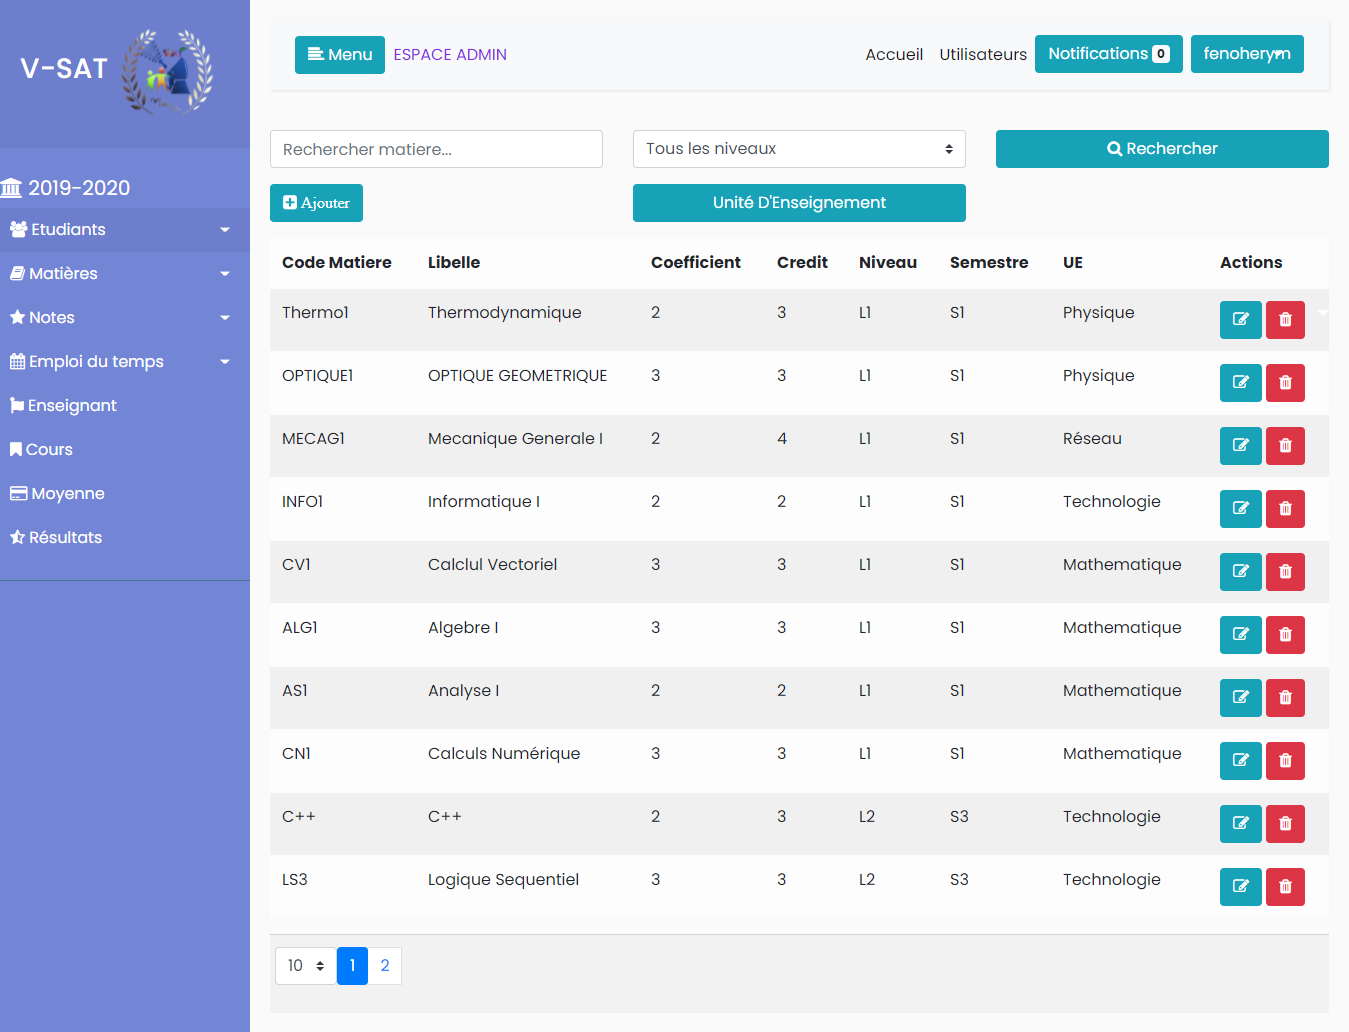 V-SAT
2019-2020
Etudiants
Matières
Notes
Emploi du temps
Enseignant
Cours
Moyenne
Résultats
Menu ESPACE ADMIN Accueil Utilisateurs Notifications 0 fenoherym
Rechercher matiere... Tous les niveaux Rechercher
Ajouter Unité D'Enseignement
Code Matiere Libelle Coefficient Credit Niveau Semestre UE Actions
Thermo1 Thermodynamique 2 3 L1 S1 Physique
OPTIQUE1 OPTIQUE GEOMETRIQUE 3 3 L1 S1 Physique
MECAG1 Mecanique Generale I 2 4 L1 S1 Réseau
INFO1 Informatique I 2 2 L1 S1 Technologie
CV1 Calclul Vectoriel 3 3 L1 S1 Mathematique
ALG1 Algebre I 3 3 L1 S1 Mathematique
AS1 Analyse I 2 2 L1 S1 Mathematique
CN1 Calculs Numérique 3 3 L1 S1 Mathematique
C++ C++ 2 3 L2 S3 Technologie
LS3 Logique Sequentiel 3 3 L2 S3 Technologie
10 1 2